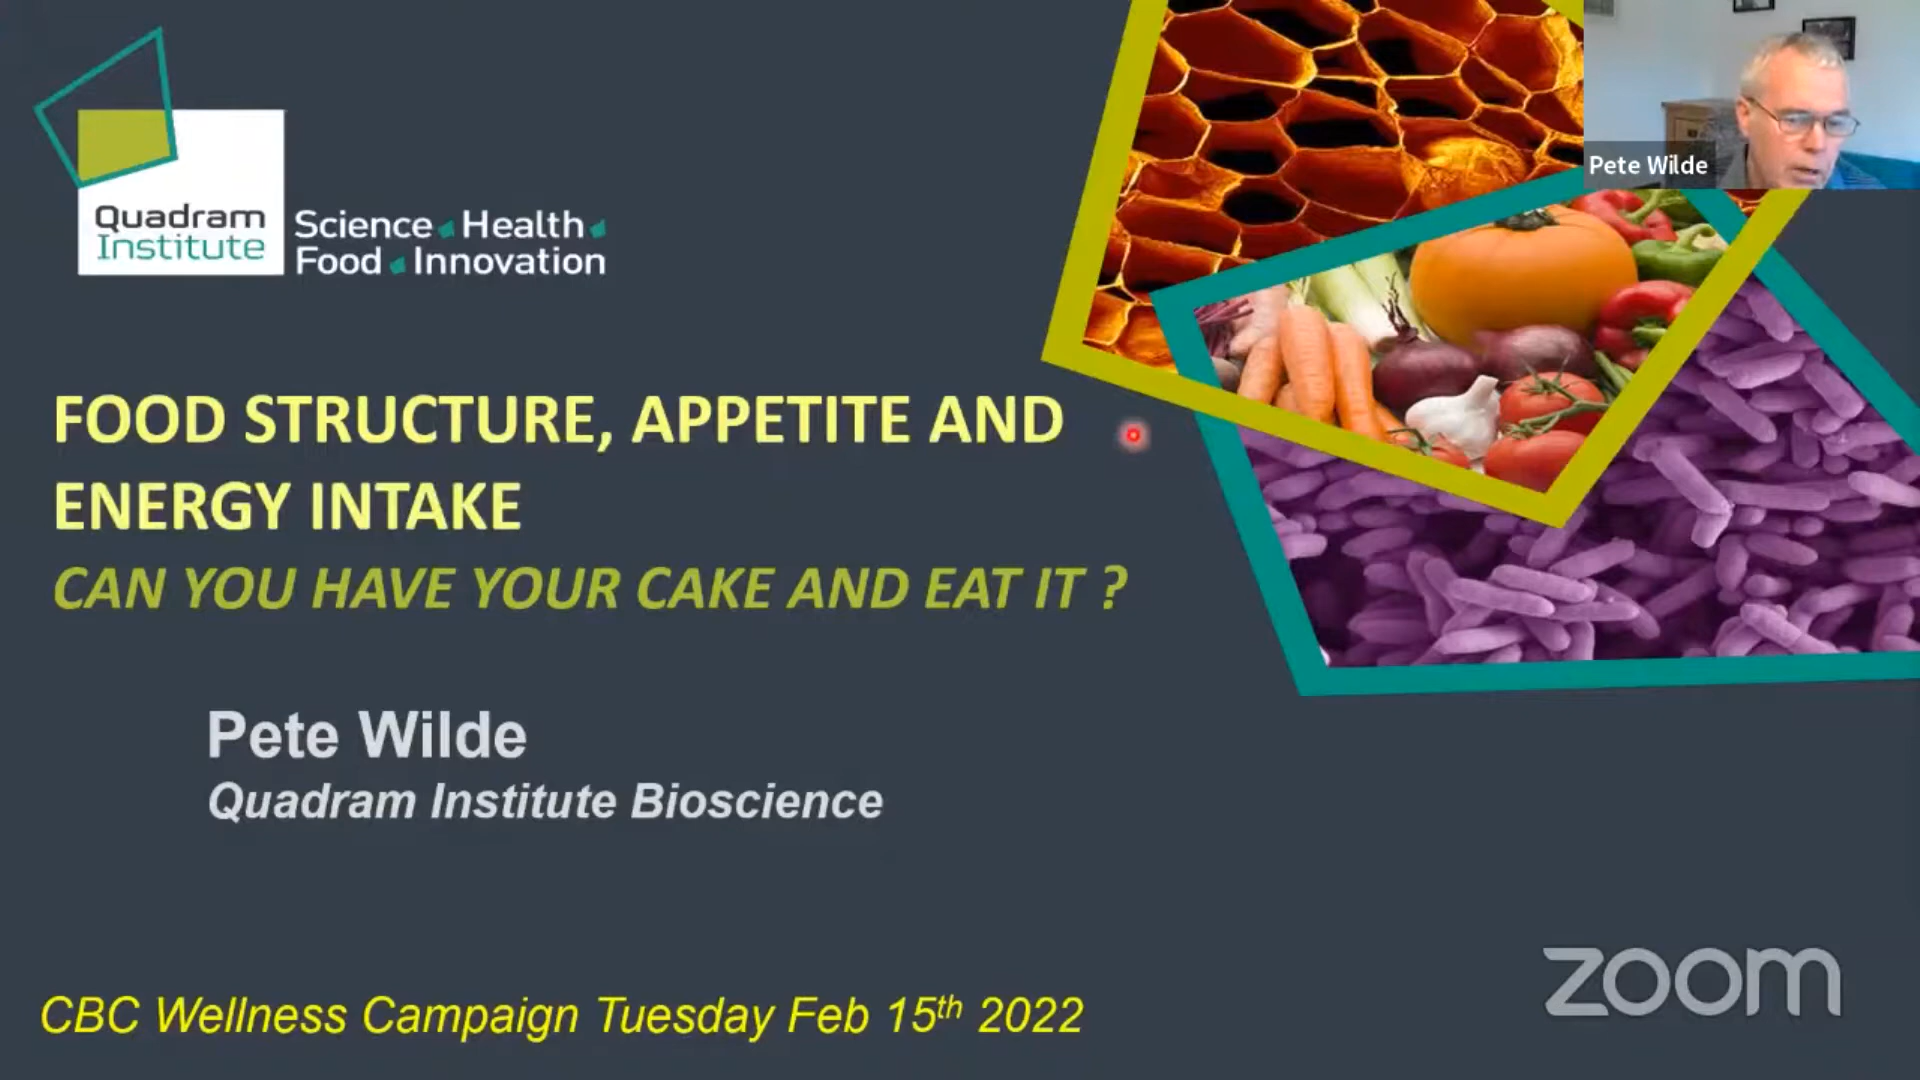 Pete Wilde
Quadram
Institute
Science Health
Food Innovation
FOOD STRUCTURE, APPETITE AND
ENERGY INTAKE
CAN YOU HAVE YOUR CAKE AND EAT IT ?
Pete Wilde
Quadram Institute Bioscience
CBC Wellness Campaign Tuesday Feb 15th 2022
zoom